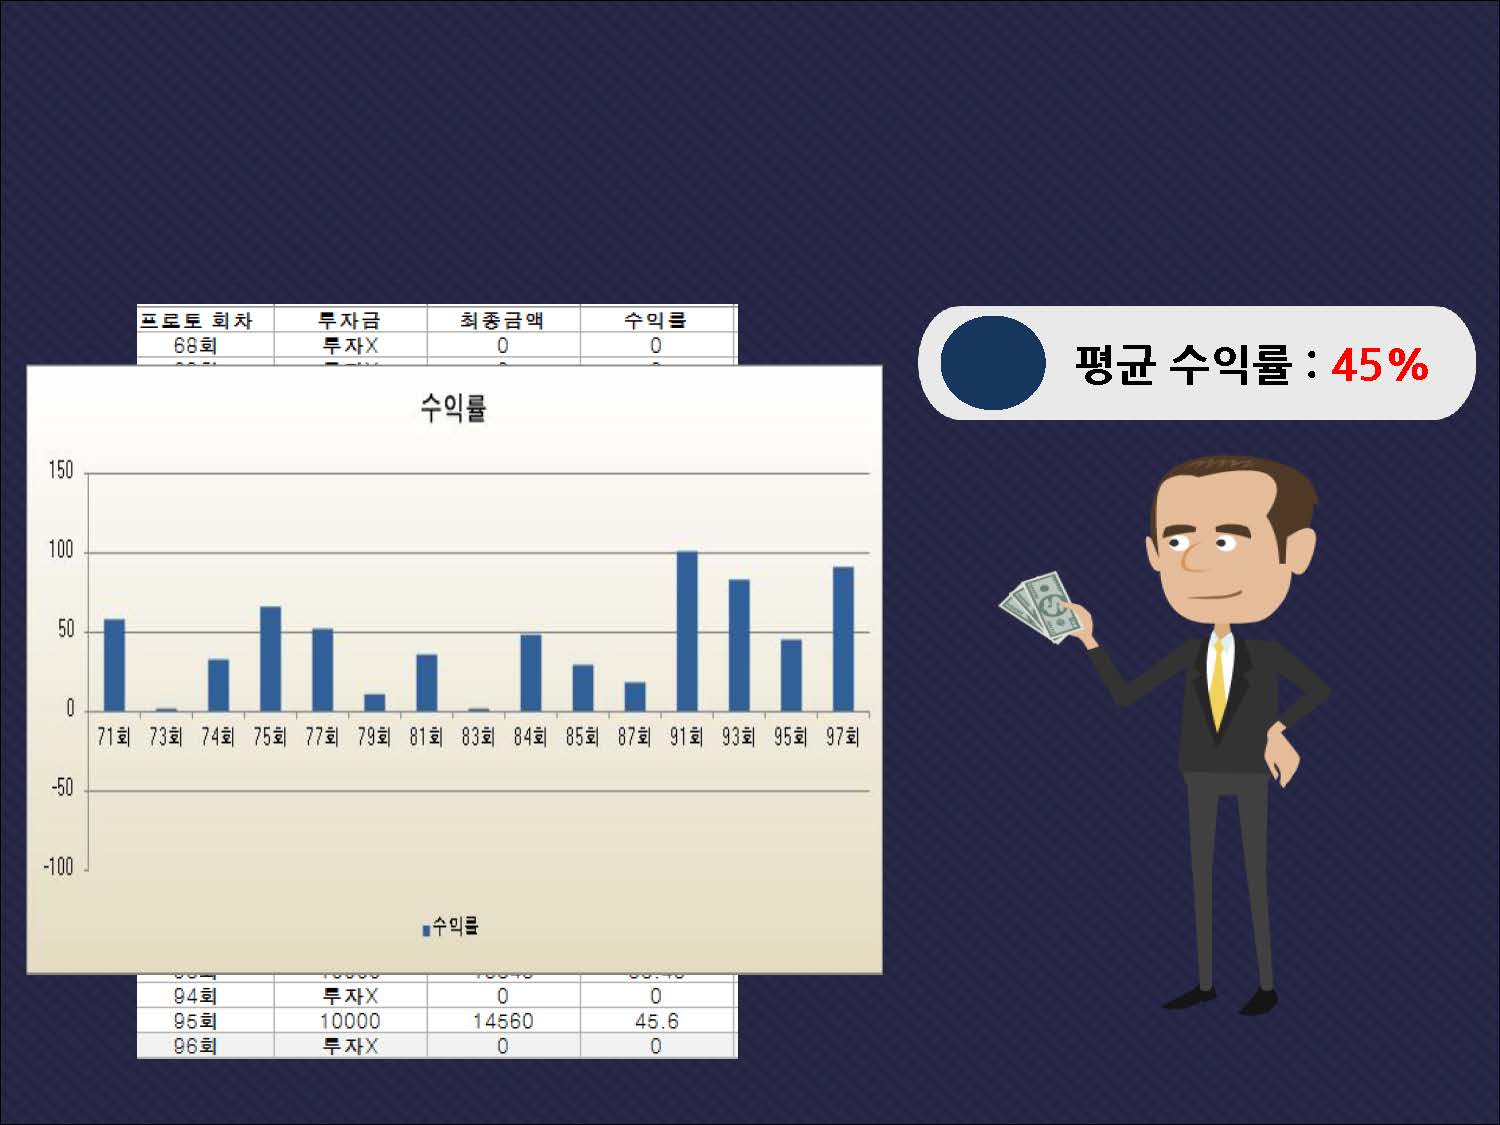 프로토 회차 투자금 최종금액 수익률
68회 투자X 0 0
평균 수익률 : 45%
수익률
150
100
50
0
71회 73회 74회 75회 77회 79회 81회 83회 84회 85회 87회 91회 93회 95회 97회
-50
-100
수익률
94회 투자X 0 0
95회 10000 14560 45.6
96회 투자X 0 0